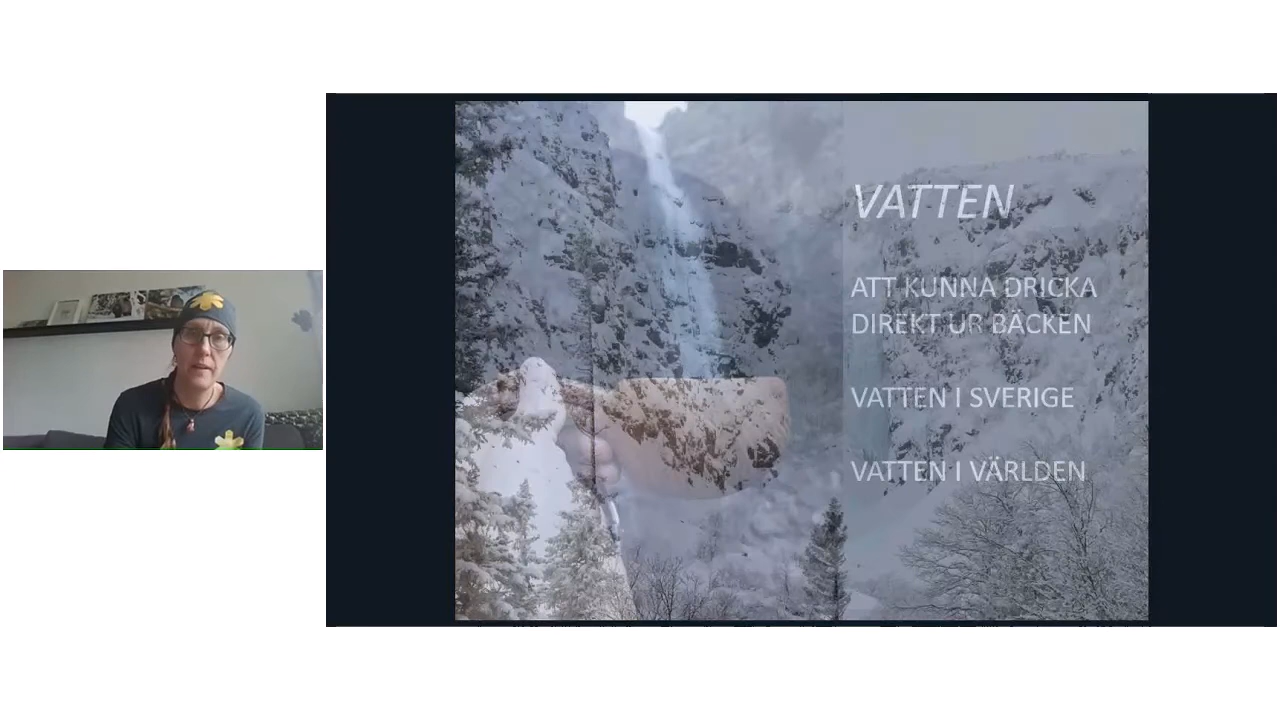 VATTEN
ATT KUNNA DRICKA
DIREKT UR BÄCKEN
VATTEN I SVERIGE
VATTEN I VÄRLDEN